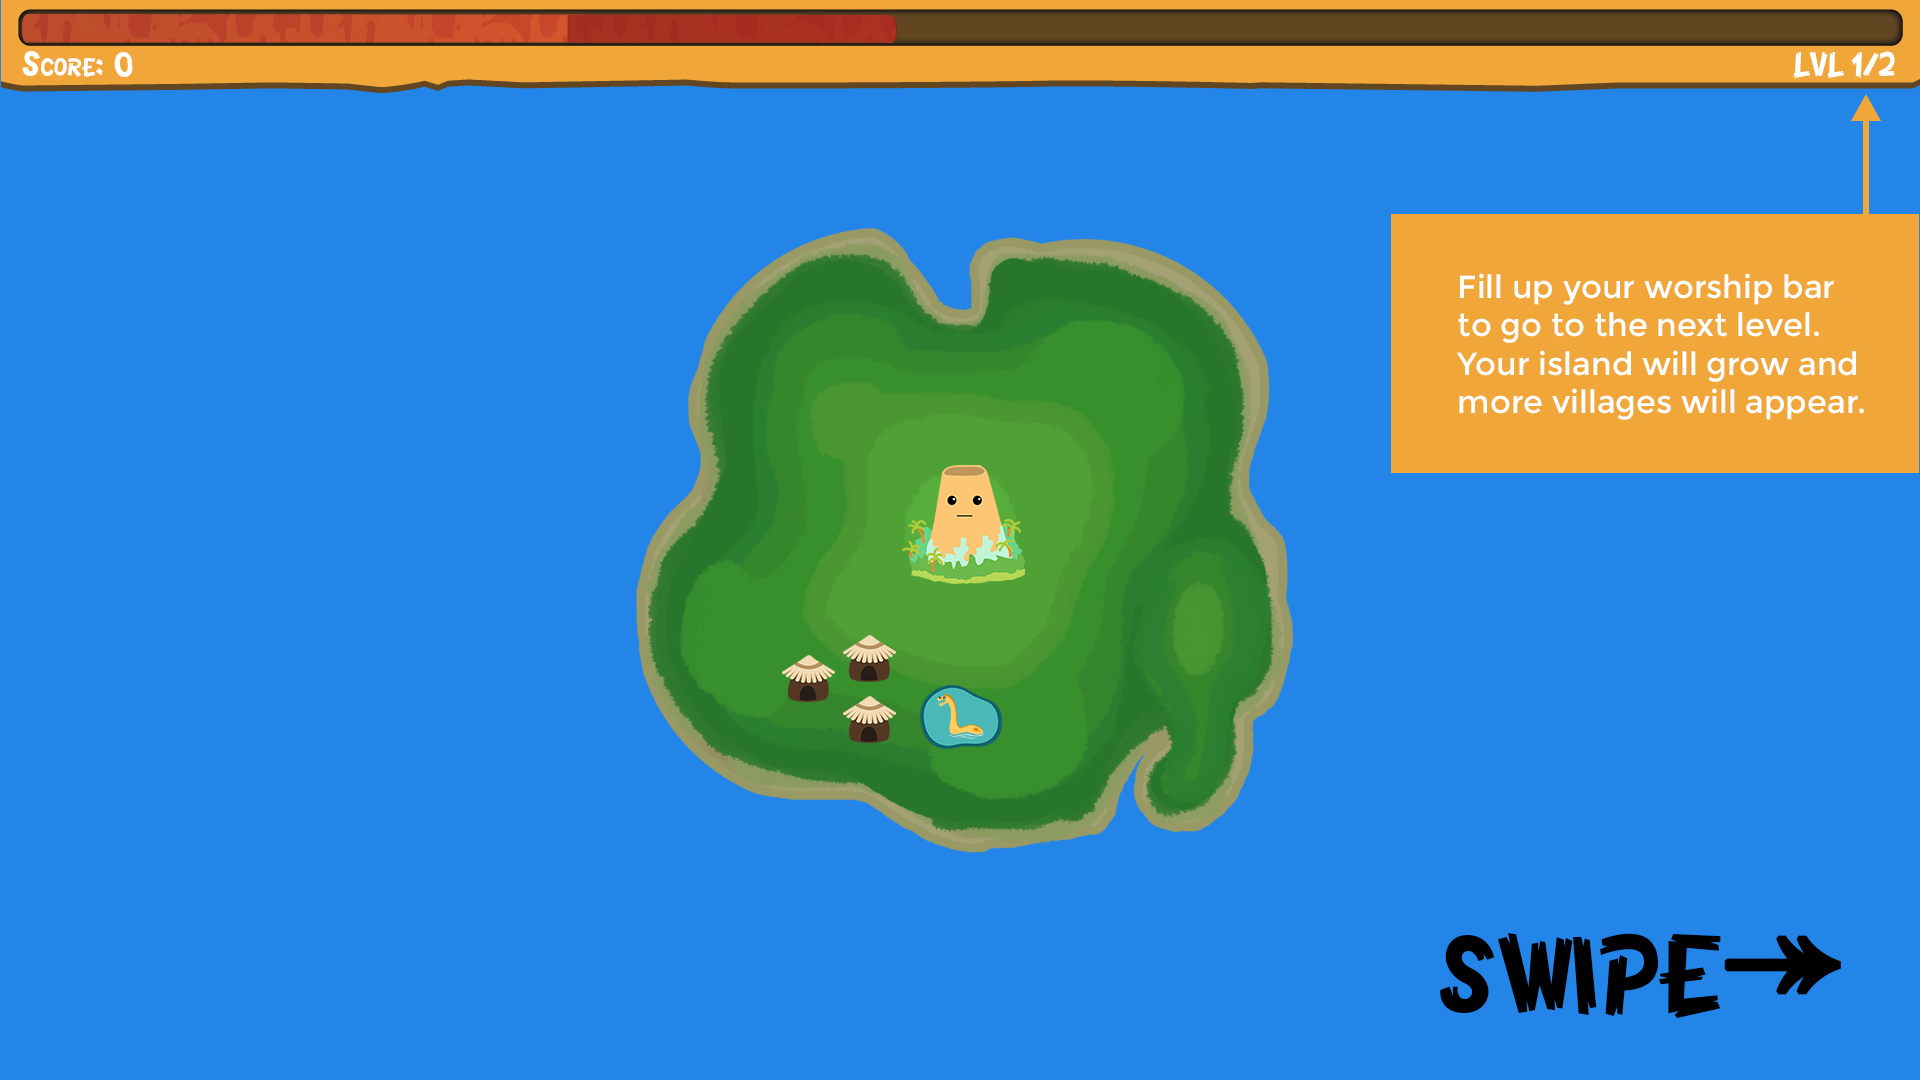 Score: 0
LVL 1/2
Fill up your worship bar
to go to the next level.
Your island will grow and
more villages will appear.
SWIPE